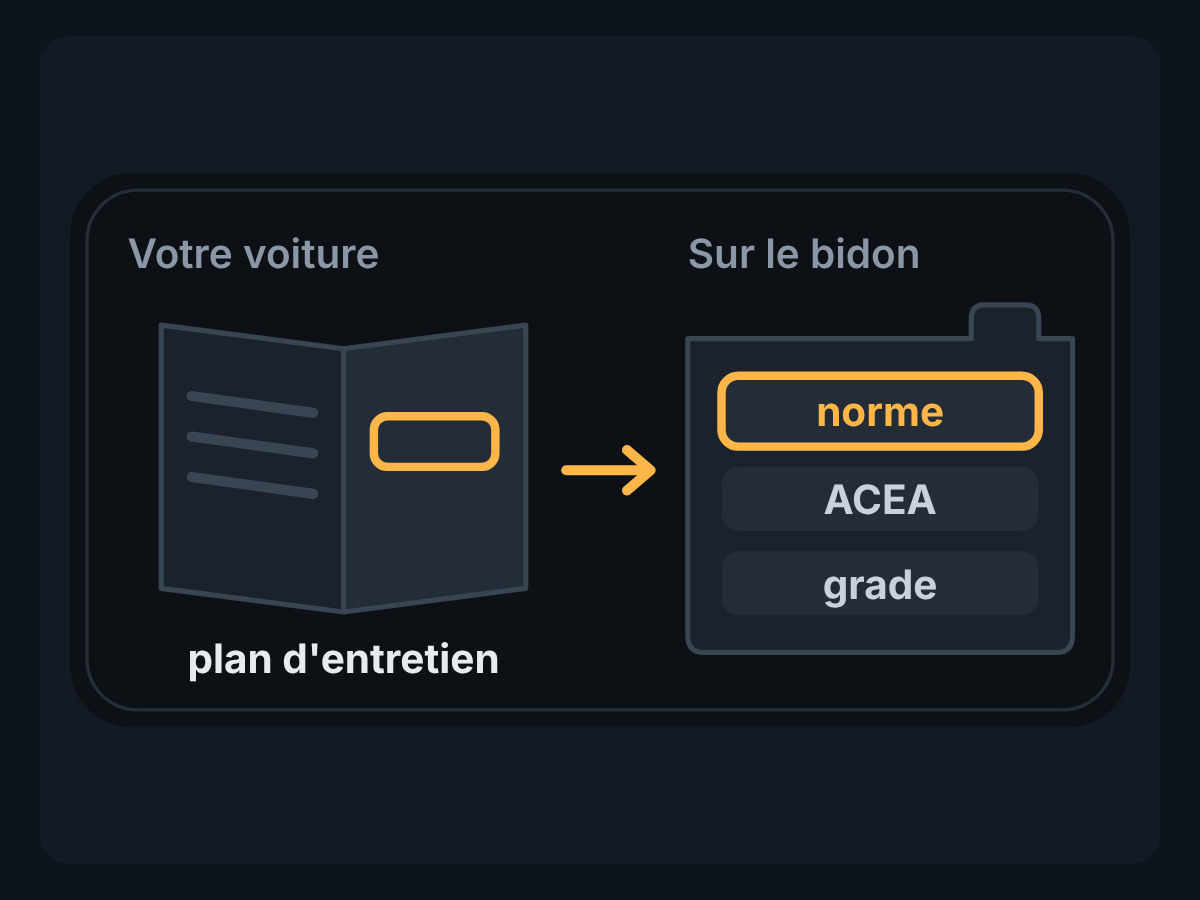 Votre voiture
plan d'entretien
Sur le bidon
norme
ACEA
grade